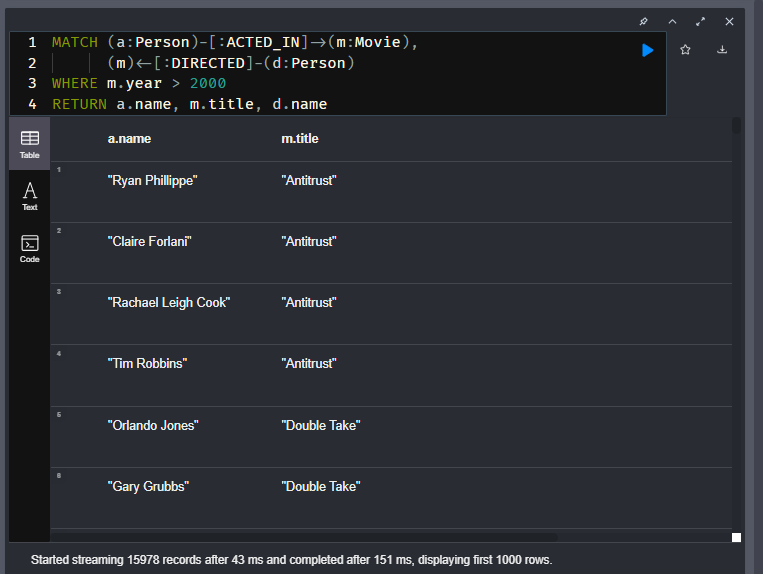 1 MATCH (a:Person)-[:ACTED_IN]→(m:Movie),
2 (m)←[:DIRECTED]-(d:Person)
3 WHERE m.year > 2000
4 RETURN a.name, m.title, d.name
Table
Text
Code
a.name m.title
1 "Ryan Phillippe" "Antitrust"
2 "Claire Forlani" "Antitrust"
3 "Rachael Leigh Cook" "Antitrust"
4 "Tim Robbins" "Antitrust"
5 "Orlando Jones" "Double Take"
6 "Gary Grubbs" "Double Take"
Started streaming 15978 records after 43 ms and completed after 151 ms, displaying first 1000 rows.